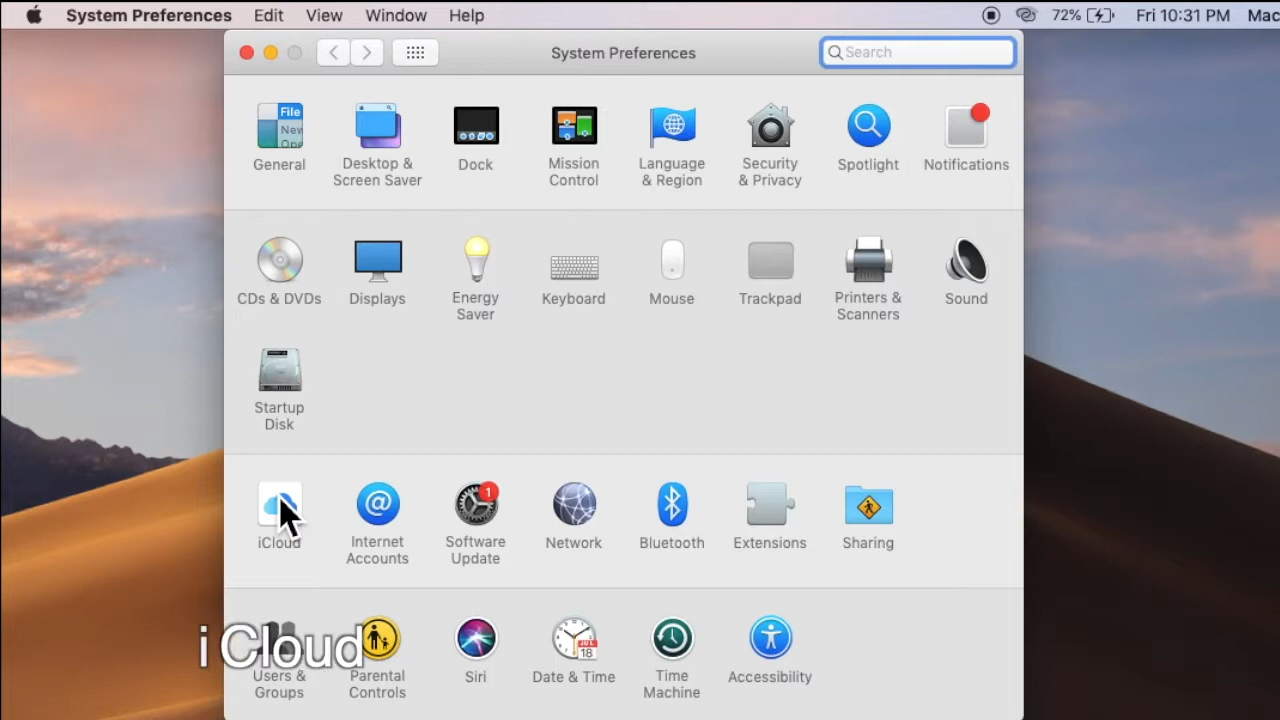 System Preferences Edit View Window Help 72% Fri 10:31 PM Mac
System Preferences
Search
File
New
General
Desktop &
Screen Saver
Dock
Mission
Control
Language
& Region
Security
& Privacy
Spotlight
Notifications
CDs & DVDs
Displays
Energy
Saver
Keyboard
Mouse
Trackpad
Printers &
Scanners
Sound
Startup
Disk
iCloud
@
Internet
Accounts
1
Software
Update
Network
Bluetooth
Extensions
Sharing
i Cloud
Users &
Groups
Parental
Controls
Siri
JUL
18
Date & Time
Time
Machine
Accessibility